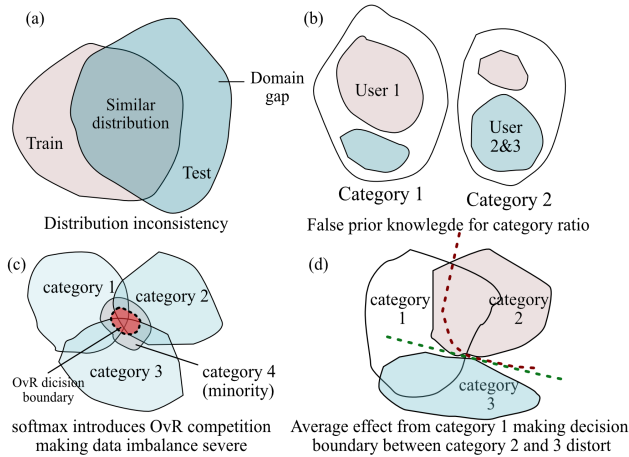 (a)
Train
Similar
distribution
Test
Domain
gap
Distribution inconsistency
(b)
User 1
User
2&3
Category 1
Category 2
False prior knowlegde for category ratio
(c)
category 1
category 2
category 3
OvR dicision
boundary
category 4
(minority)
softmax introduces OvR competition
making data imbalance severe
(d)
category
1
category
2
category
3
Average effect from category 1 making decision
boundary between category 2 and 3 distort